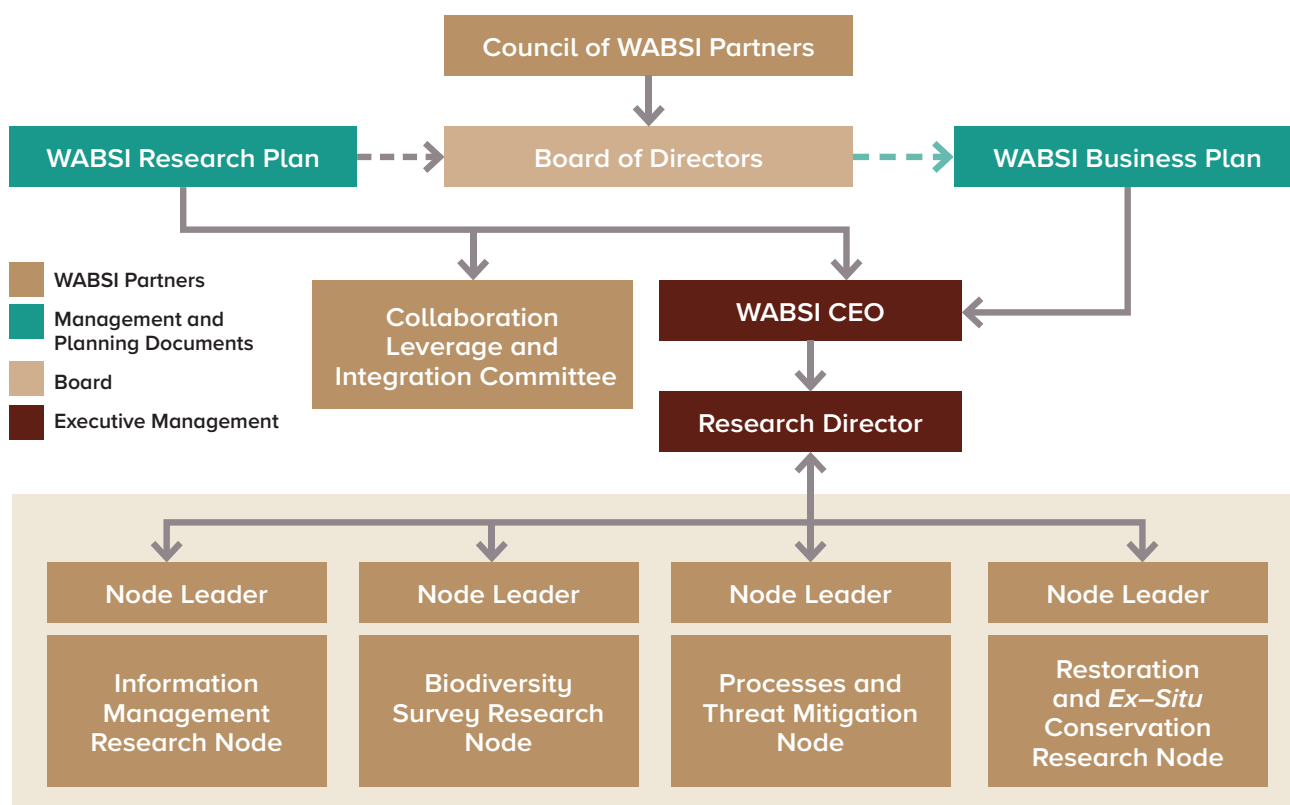 Council of WABSI Partners
WABSI Research Plan
Board of Directors
WABSI Business Plan
WABSI Partners
Management and
Planning Documents
Board
Executive Management
Collaboration
Leverage and
Integration Committee
WABSI CEO
Research Director
Node Leader
Information
Management
Research Node
Node Leader
Biodiversity
Survey Research
Node
Node Leader
Processes and
Threat Mitigation
Node
Node Leader
Restoration
and Ex–Situ
Conservation
Research Node